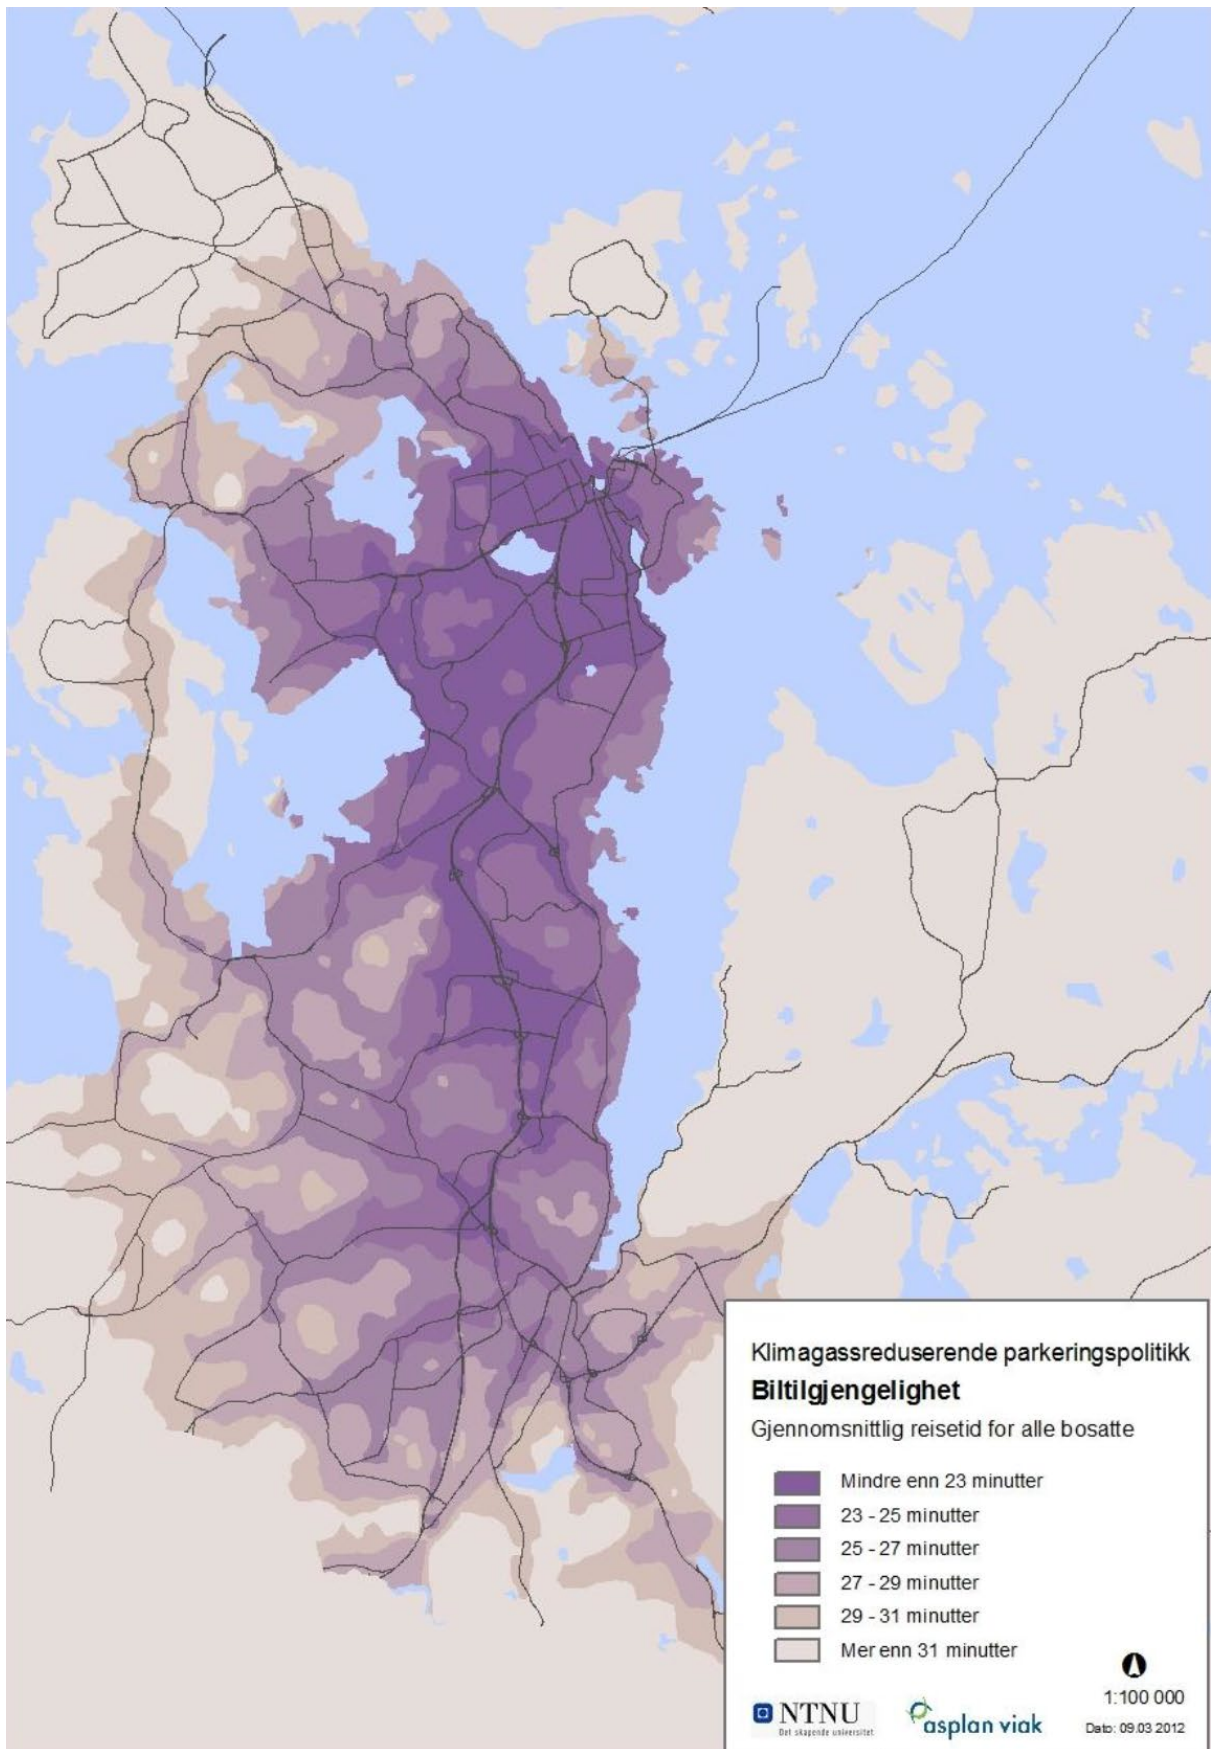 Klimagassreduserende parkeringspolitikk
Biltilgjengelighet
Gjennomsnittlig reisetid for alle bosatte
Mindre enn 23 minutter
23 - 25 minutter
25 - 27 minutter
27 - 29 minutter
29 - 31 minutter
Mer enn 31 minutter
1:100 000
NTNU
Det skapende universitet
asplan viak
Dato: 09.03 2012